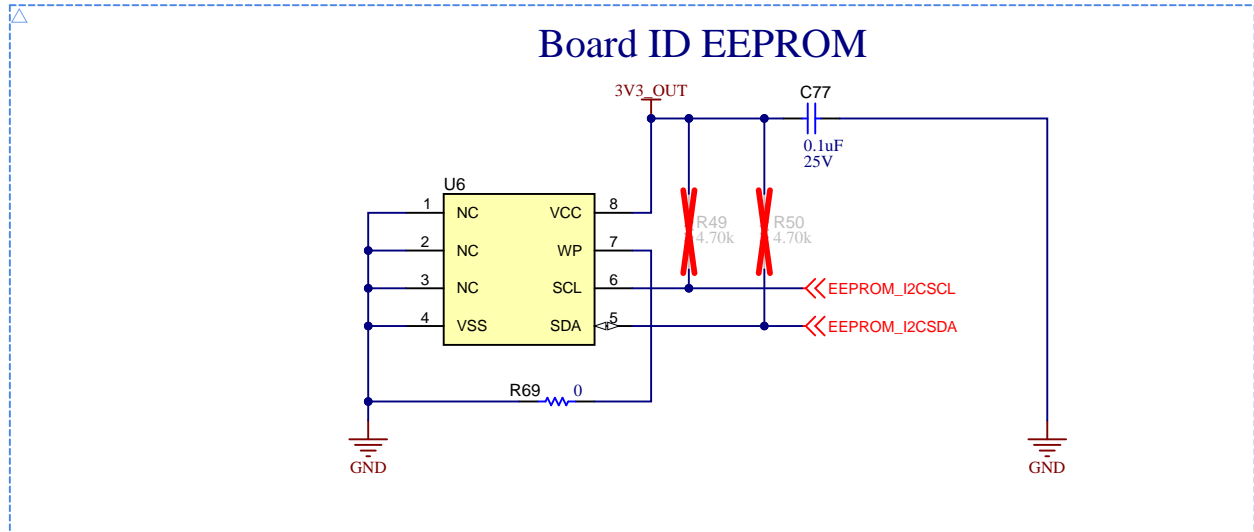 Board ID EEPROM
3V3_OUT
C77
0.1uF
25V
U6
1 NC VCC 8
2 NC WP 7
3 NC SCL 6
4 VSS SDA 5
R49
4.70k
R50
4.70k
EEPROM_I2CSCL
EEPROM_I2CSDA
R69 0
GND
GND